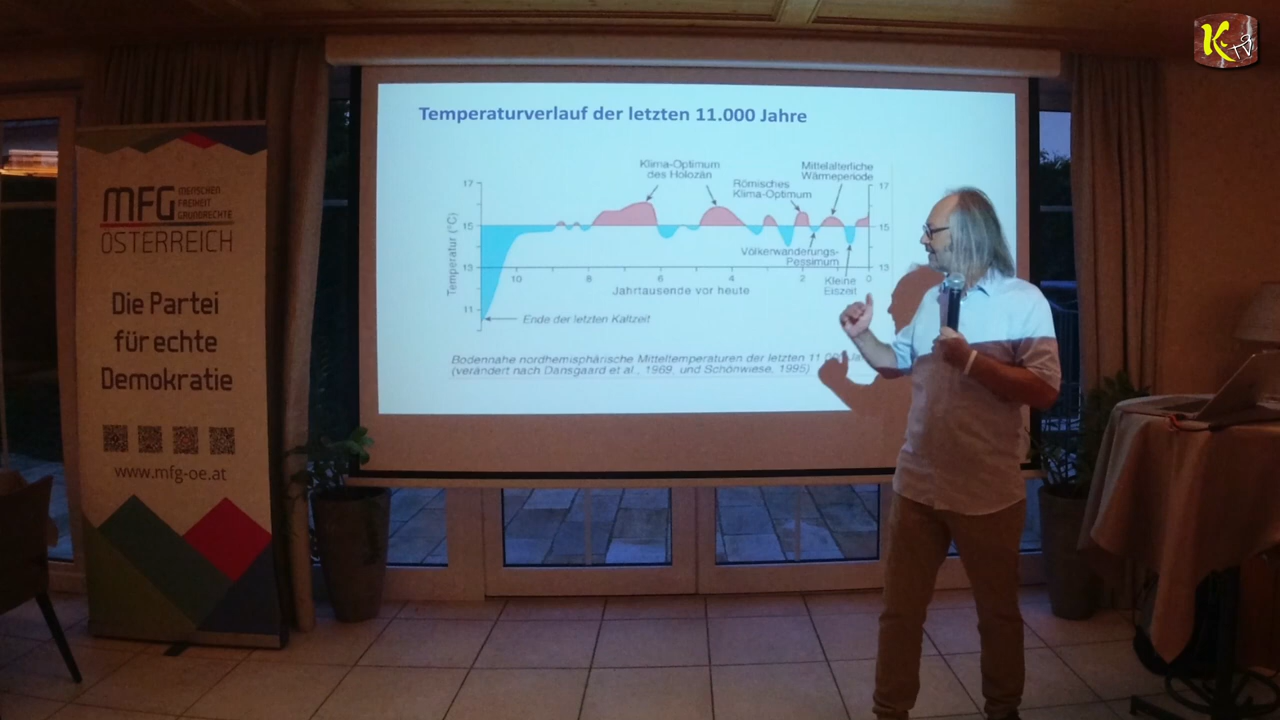 K-TV
Temperaturverlauf der letzten 11.000 Jahre
Klima-Optimum
des Holozän
Römisches
Klima-Optimum
Mittelalterliche
Wärmeperiode
17
15
13
11
Temperatur (°C)
17
15
13
10
8
6
4
2
0
Jahrtausende vor heute
Völkerwanderungs-
Pessimum
Kleine
Eiszeit
Ende der letzten Kaltzeit
Bodennahe nordhemisphärische Mitteltemperaturen der letzten 11
(verändert nach Dansgaard et al., 1969, und Schönwiese, 1995)
MFG
MENSCHEN
FREIHEIT
GRUNDRECHTE
ÖSTERREICH
Die Partei
für echte
Demokratie
www.mfg-oe.at